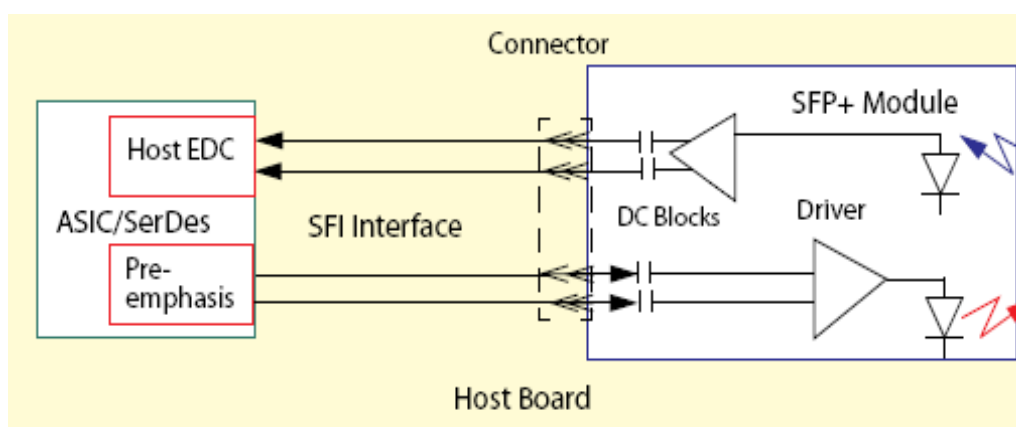 Connector
SFP+ Module
Host EDC
ASIC/SerDes
SFI Interface
DC Blocks
Driver
Pre-
emphasis
Host Board